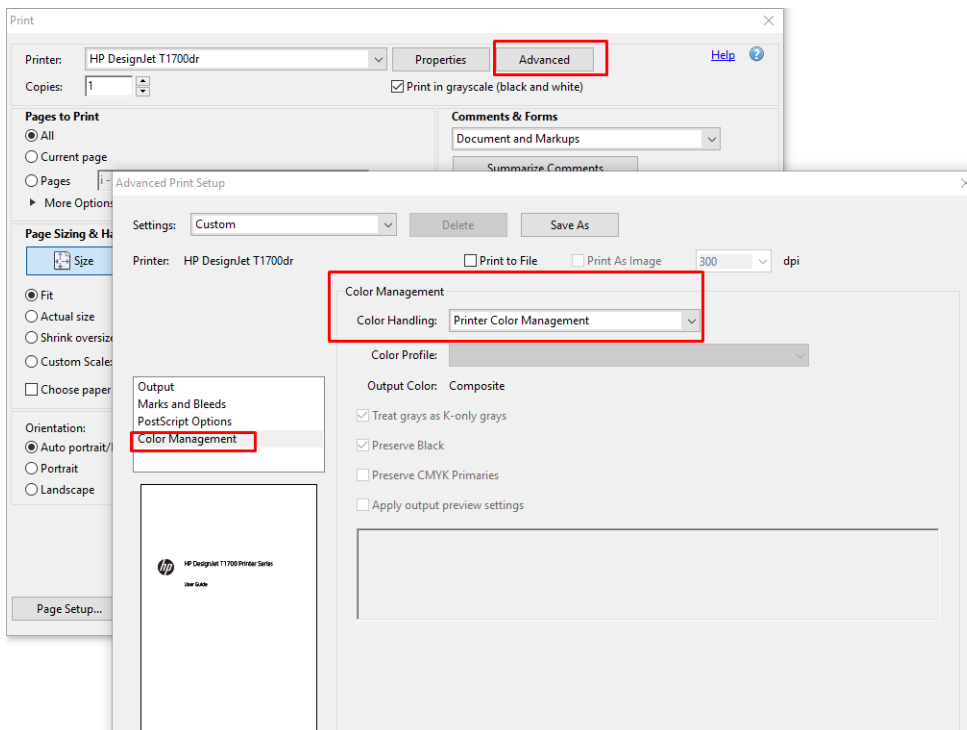 Print
Printer: HP DesignJet T1700dr Properties Advanced Help ?
Copies: 1 Print in grayscale (black and white)
Pages to Print
All
Current page
Pages i -
More Options
Comments & Forms
Document and Markups
Summarize Comments
Page Sizing & Ha
Size
Fit
Actual size
Shrink oversize
Custom Scale:
Choose paper
Orientation:
Auto portrait/l
Portrait
Landscape
Page Setup...
Advanced Print Setup
Settings: Custom Delete Save As
Printer: HP DesignJet T1700dr Print to File Print As Image 300 dpi
Output
Marks and Bleeds
PostScript Options
Color Management
Color Management
Color Handling: Printer Color Management
Color Profile:
Output Color: Composite
Treat grays as K-only grays
Preserve Black
Preserve CMYK Primaries
Apply output preview settings
hp
HP DesignJet T1700 Printer Series
User Guide